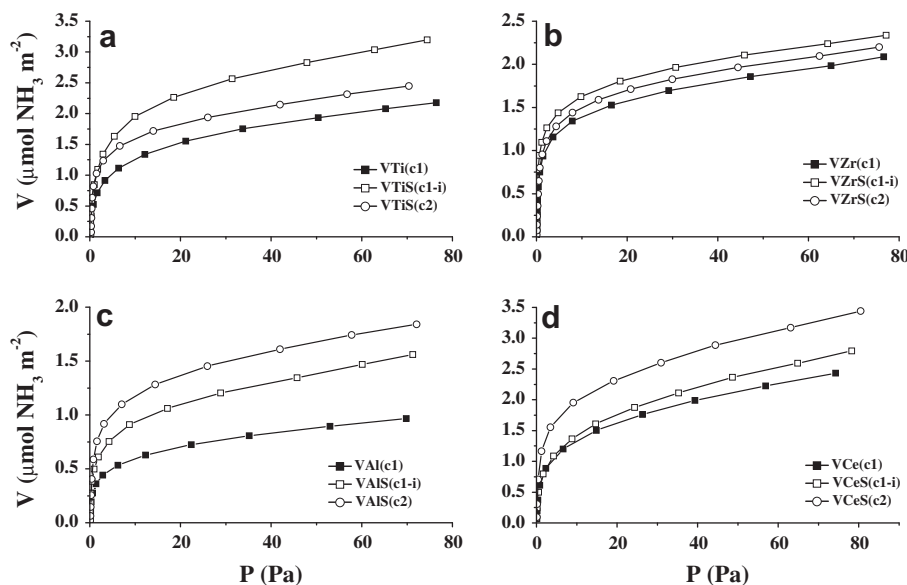 a
3.5
3.0
2.5
2.0
1.5
1.0
0.5
0.0
V (μmol NH3 m-2)
0 20 40 60 80
VTi(c1)
VTiS(c1-i)
VTiS(c2)
b
2.5
2.0
1.5
1.0
0.5
0.0
0 20 40 60 80
VZr(c1)
VZrS(c1-i)
VZrS(c2)
c
2.0
1.5
1.0
0.5
0.0
V (μmol NH3 m-2)
0 20 40 60 80
P (Pa)
VAl(c1)
VAlS(c1-i)
VAlS(c2)
d
3.5
3.0
2.5
2.0
1.5
1.0
0.5
0.0
0 20 40 60 80
P (Pa)
VCe(c1)
VCeS(c1-i)
VCeS(c2)